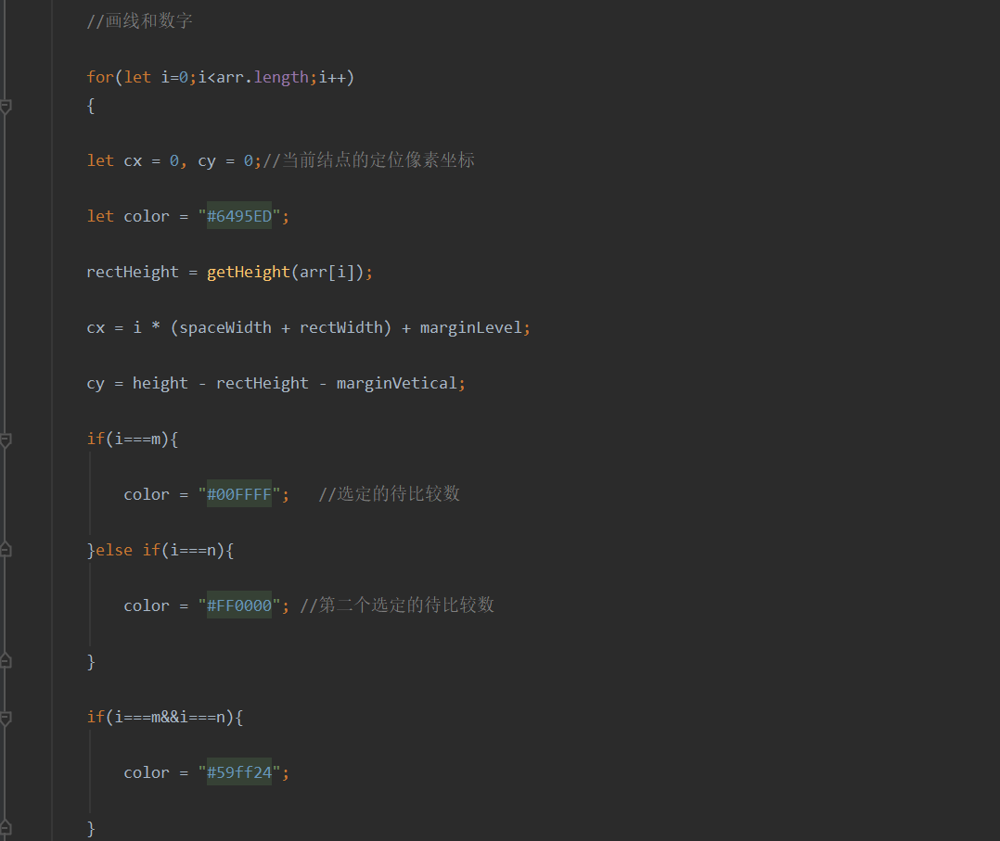 //画线和数字
for(let i=0;i<arr.length;i++)
{
let cx = 0, cy = 0;//当前结点的定位像素坐标
let color = "#6495ED";
rectHeight = getHeight(arr[i]);
cx = i * (spaceWidth + rectWidth) + marginLevel;
cy = height - rectHeight - marginVetical;
if(i===m){
color = "#00FFFF";   //选定的待比较数
}else if(i===n){
color = "#FF0000"; //第二个选定的待比较数
}
if(i===m&&i===n){
color = "#59ff24";
}